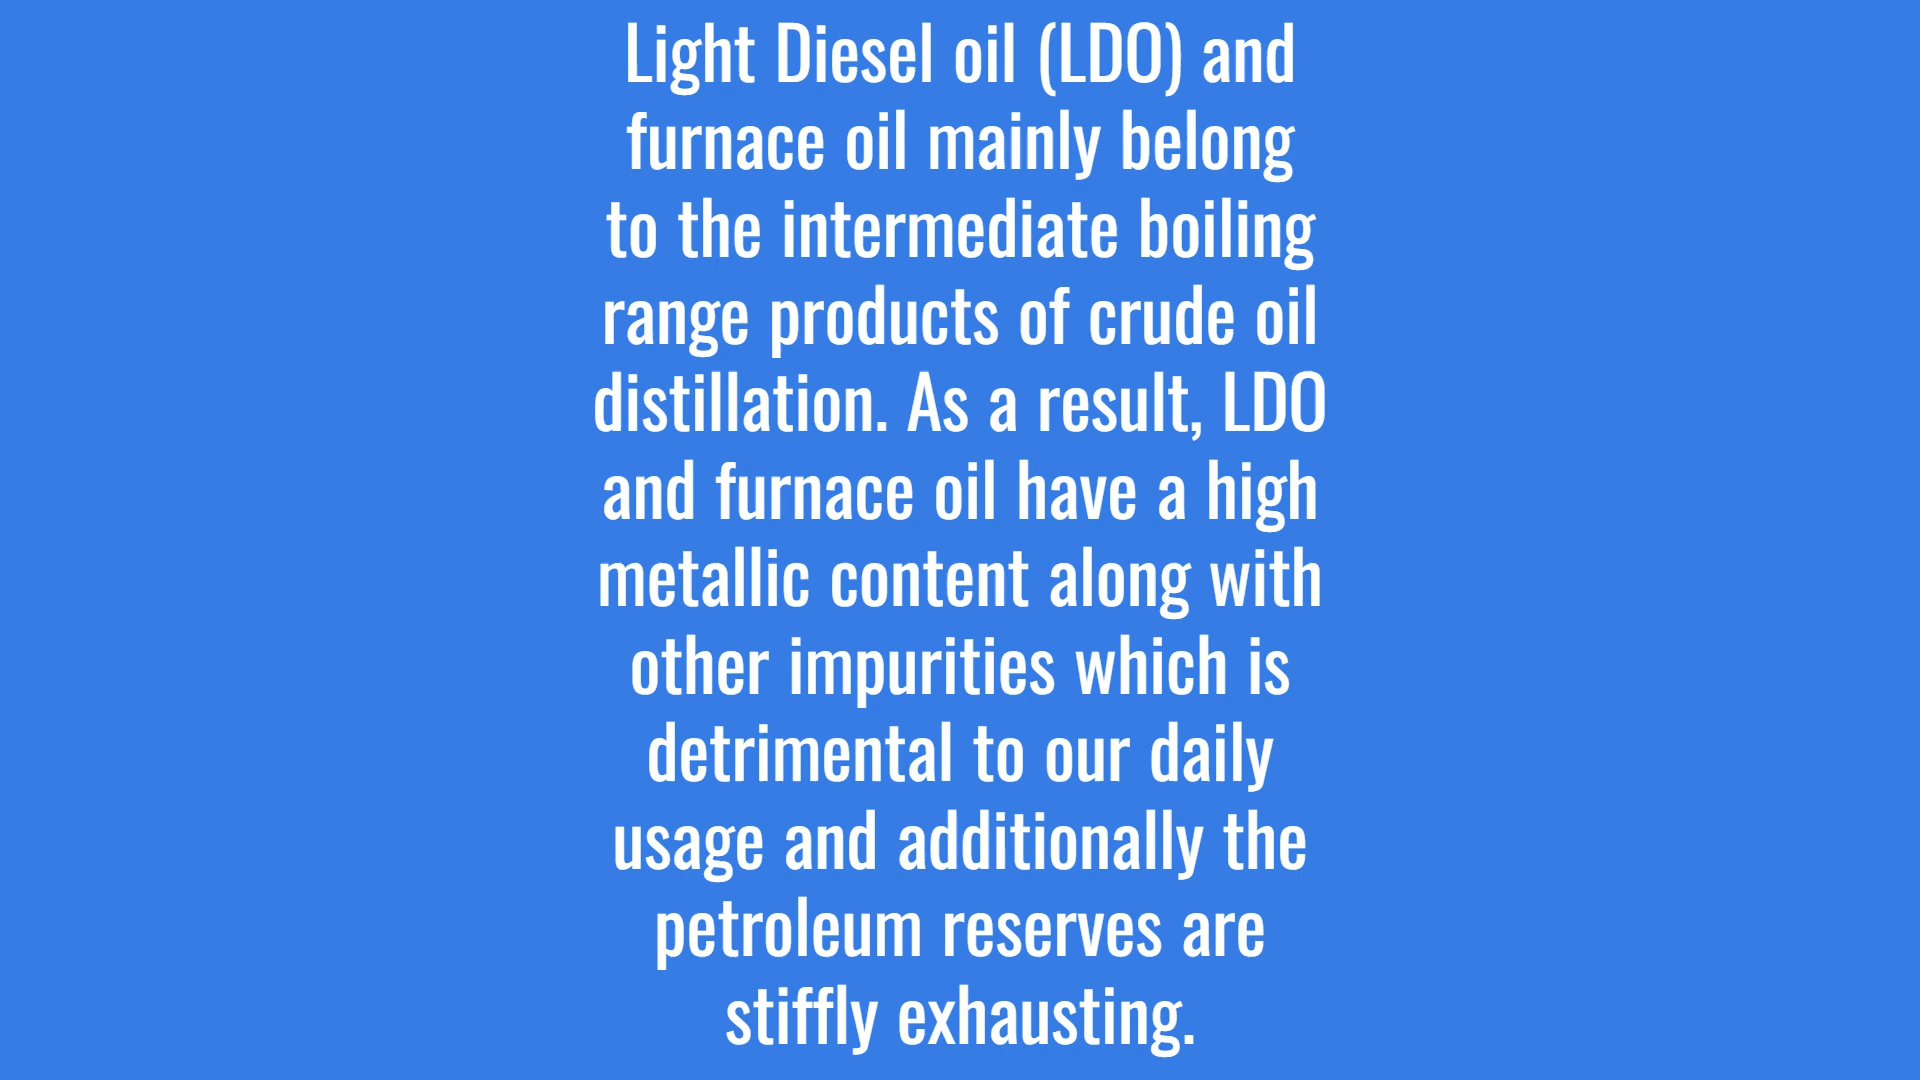 Light Diesel oil (LDO) and
furnace oil mainly belong
to the intermediate boiling
range products of crude oil
distillation. As a result, LDO
and furnace oil have a high
metallic content along with
other impurities which is
detrimental to our daily
usage and additionally the
petroleum reserves are
stiffly exhausting.